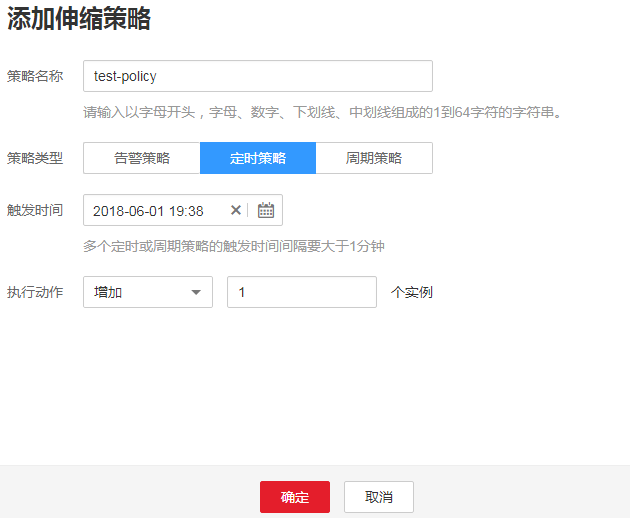 添加伸缩策略
策略名称 test-policy
请输入以字母开头，字母、数字、下划线、中划线组成的1到64字符的字符串。
策略类型 告警策略 定时策略 周期策略
触发时间 2018-06-01 19:38
多个定时或周期策略的触发时间间隔要大于1分钟
执行动作 增加 1 个实例
确定 取消